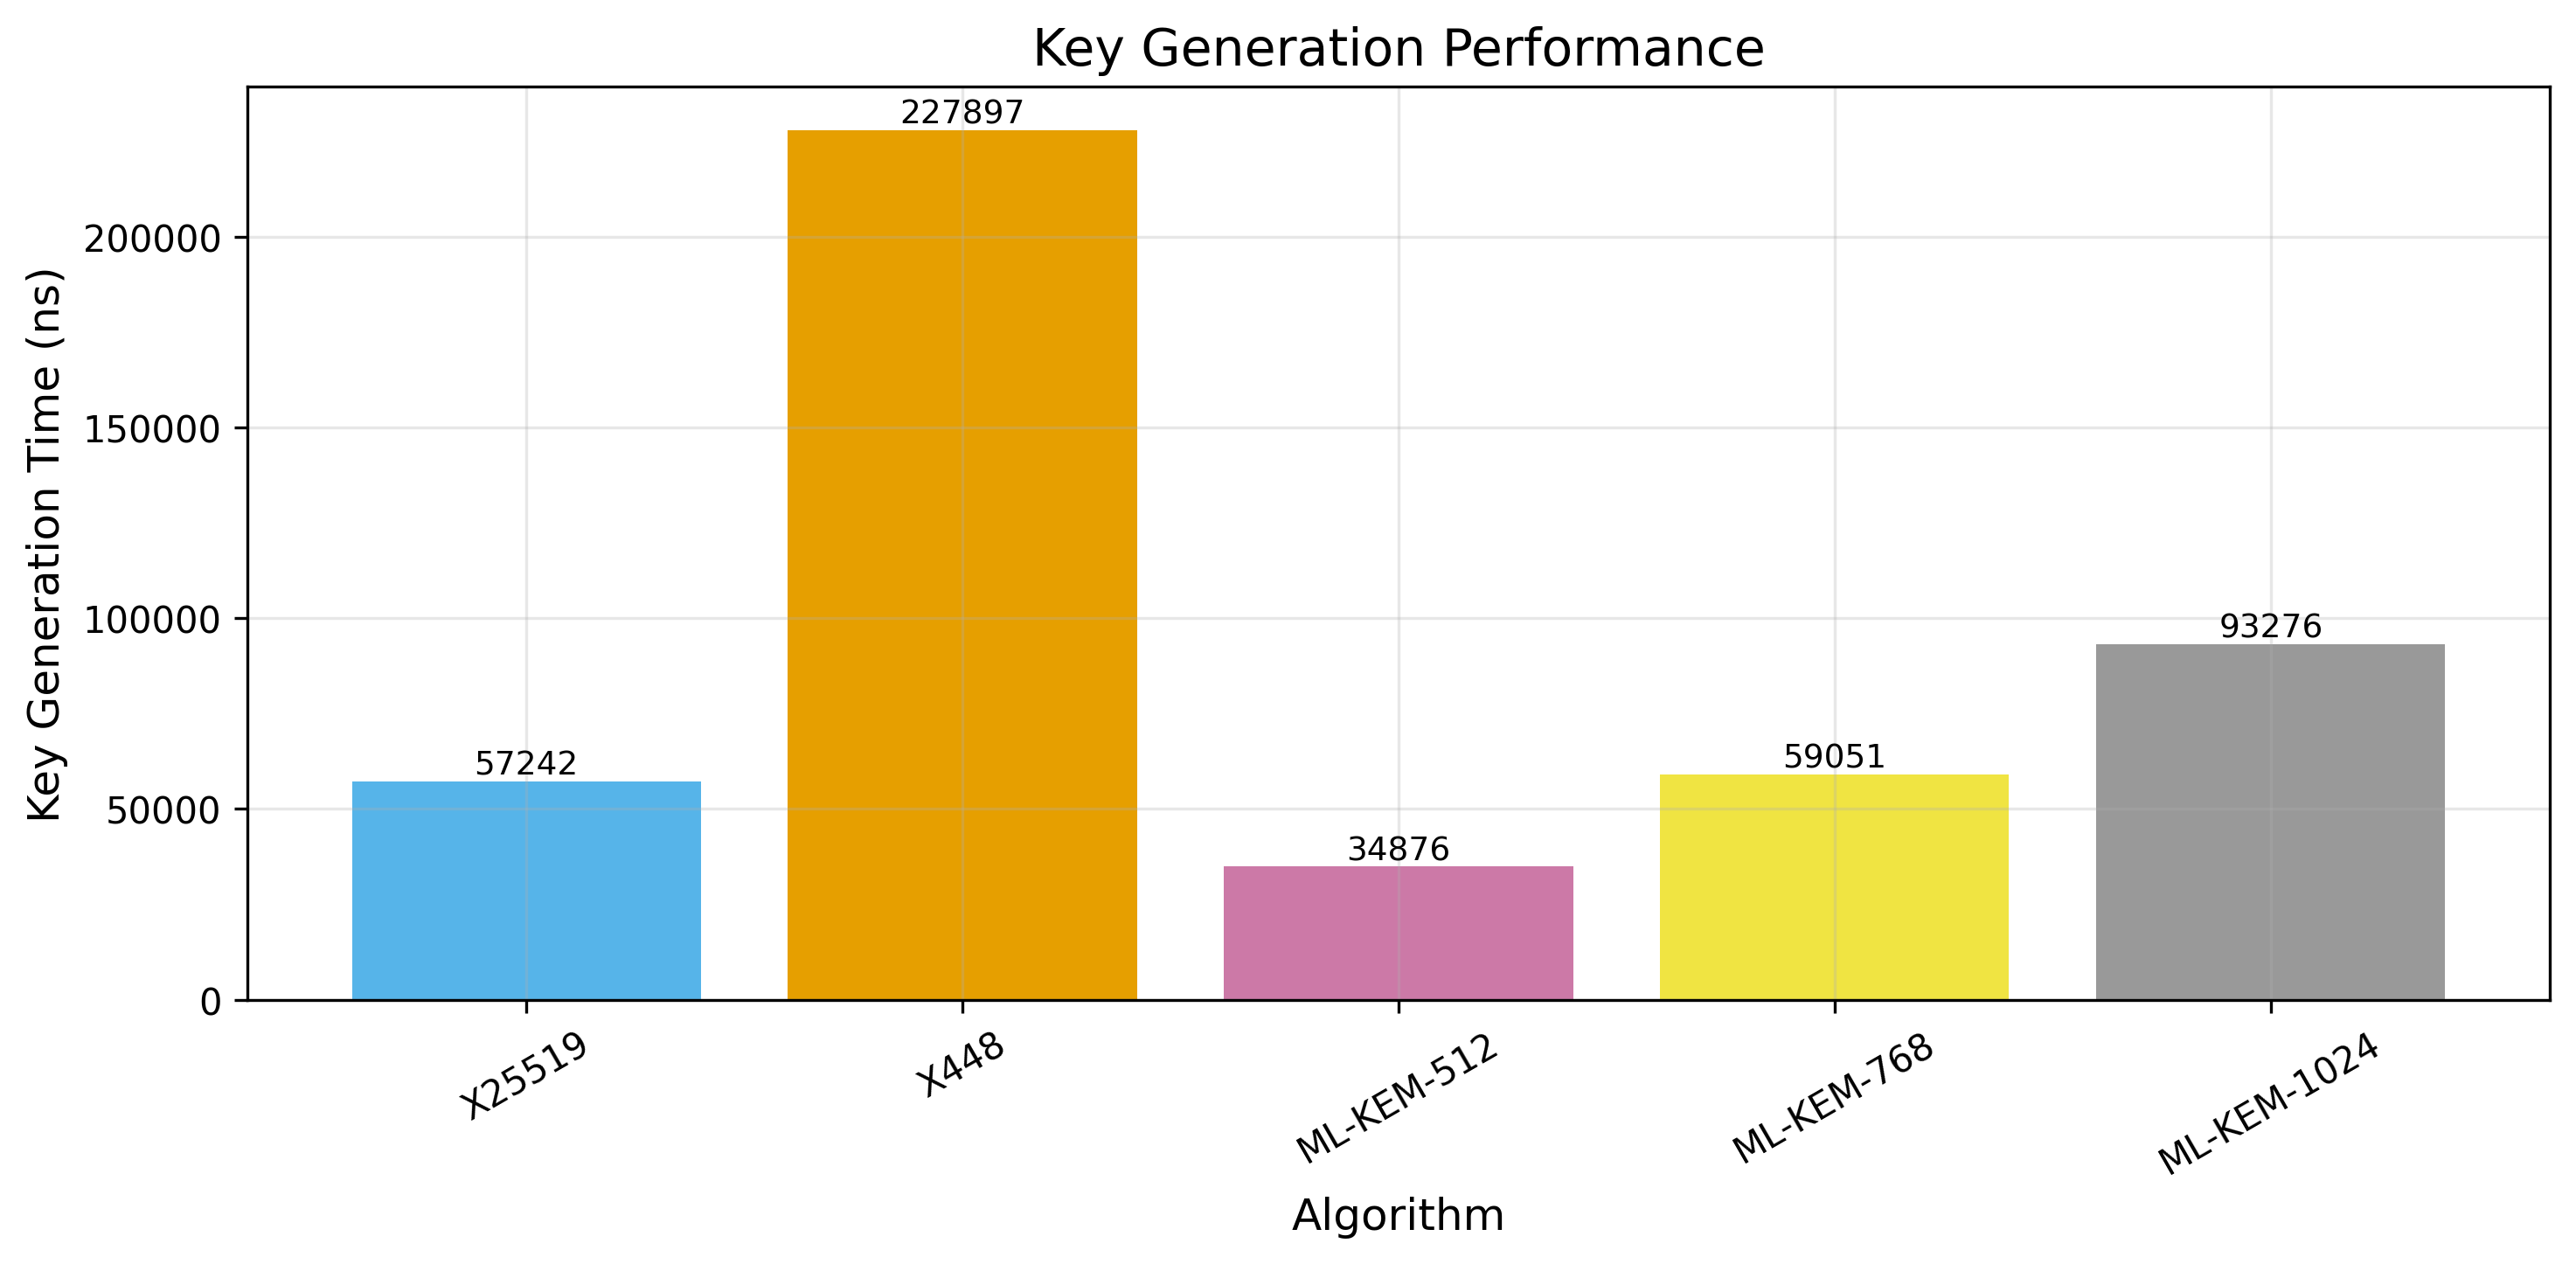 Key Generation Performance
Key Generation Time (ns)
200000
150000
100000
50000
0
57242
227897
34876
59051
93276
X25519
X448
ML-KEM-512
ML-KEM-768
ML-KEM-1024
Algorithm